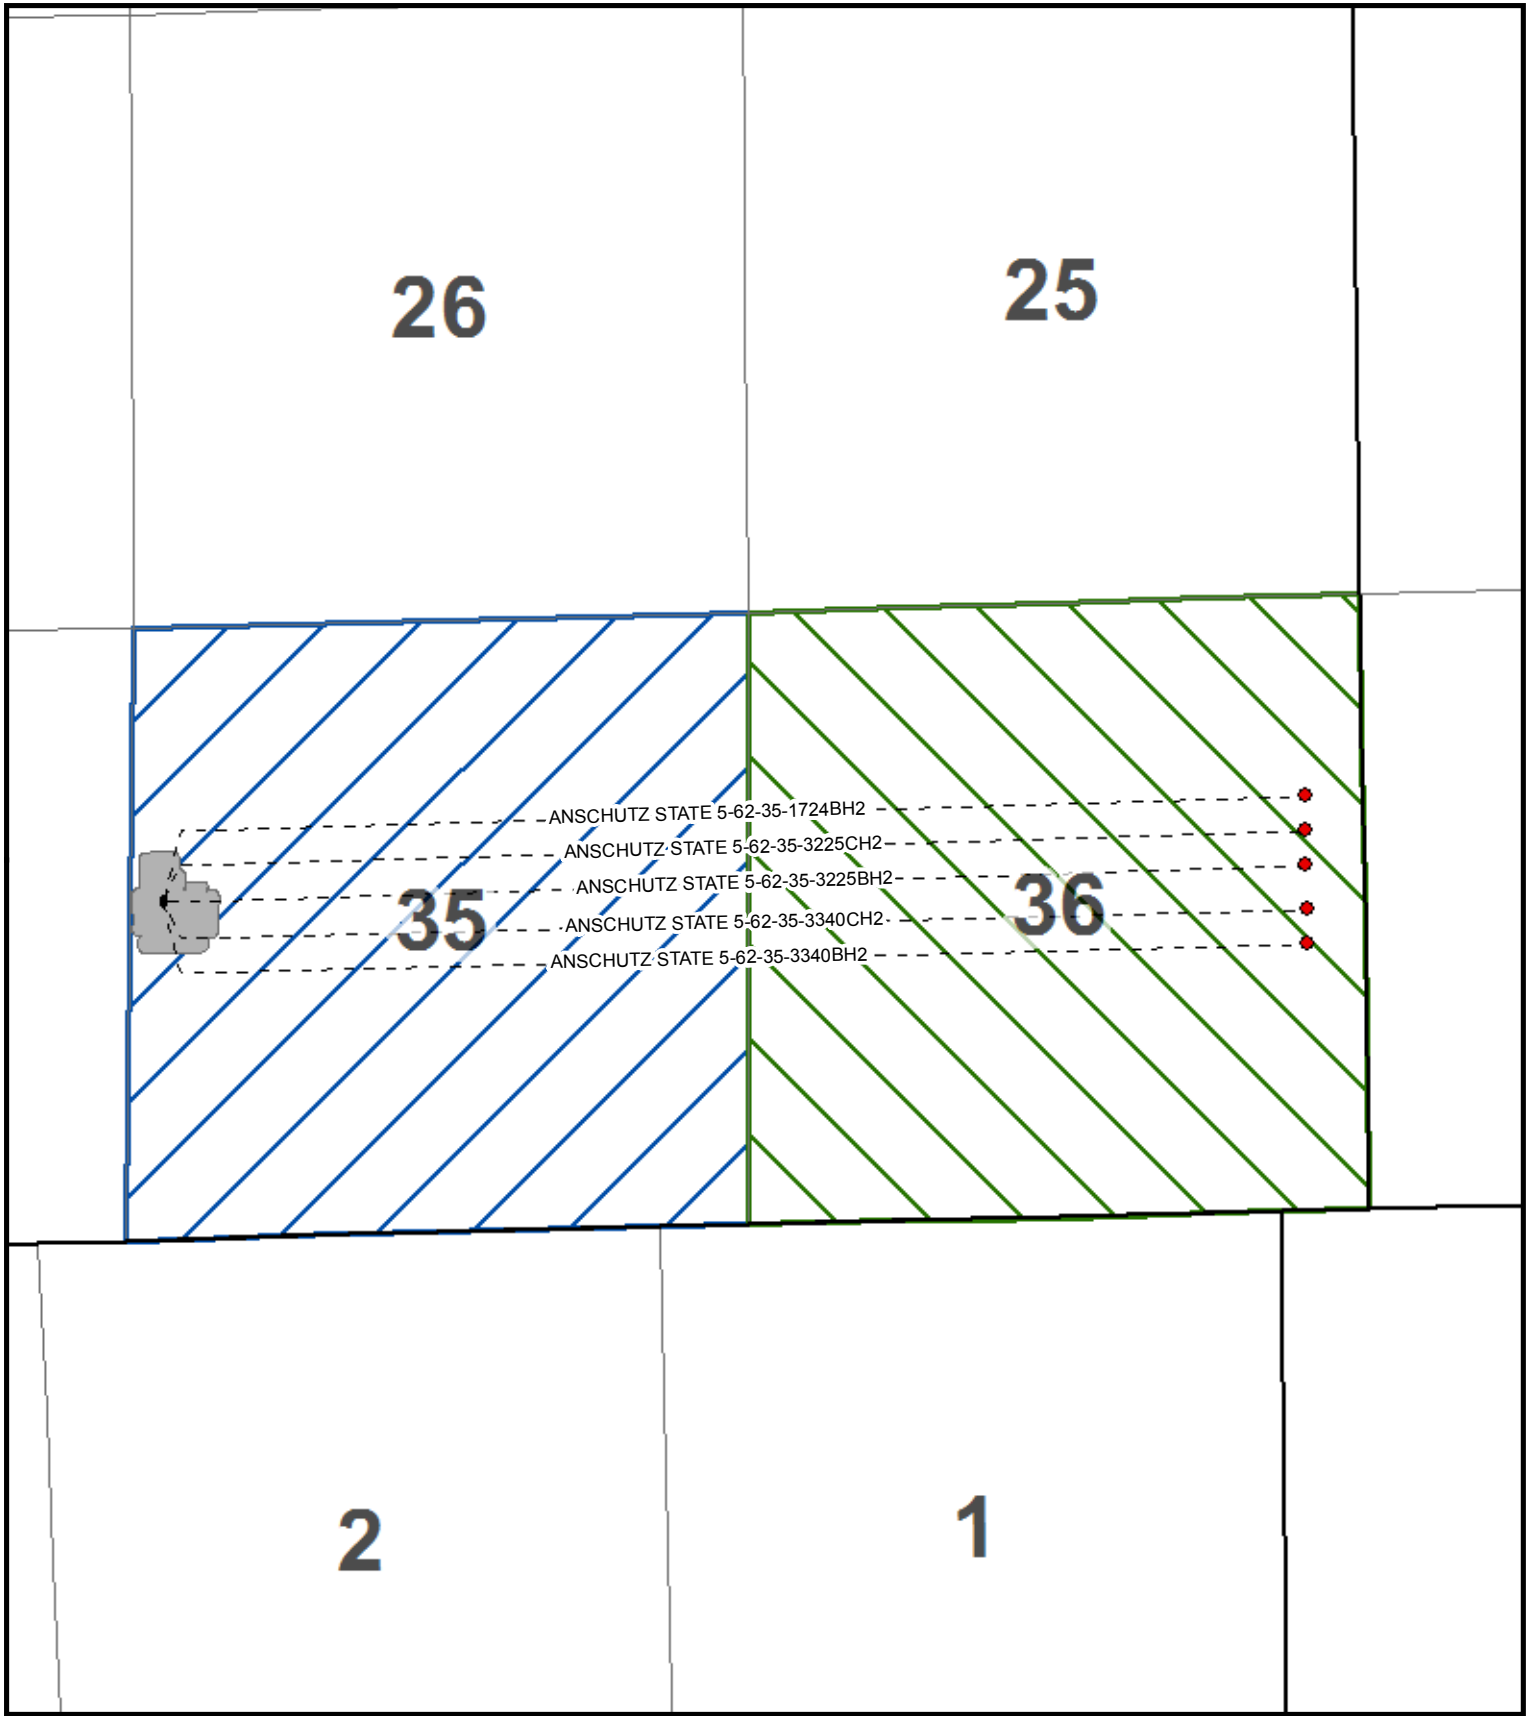 26
25
ANSCHUTZ STATE 5-62-35-1724BH2
ANSCHUTZ STATE 5-62-35-3225CH2
ANSCHUTZ STATE 5-62-35-3225BH2
35
36
ANSCHUTZ STATE 5-62-35-3340CH2
ANSCHUTZ STATE 5-62-35-3340BH2
2
1